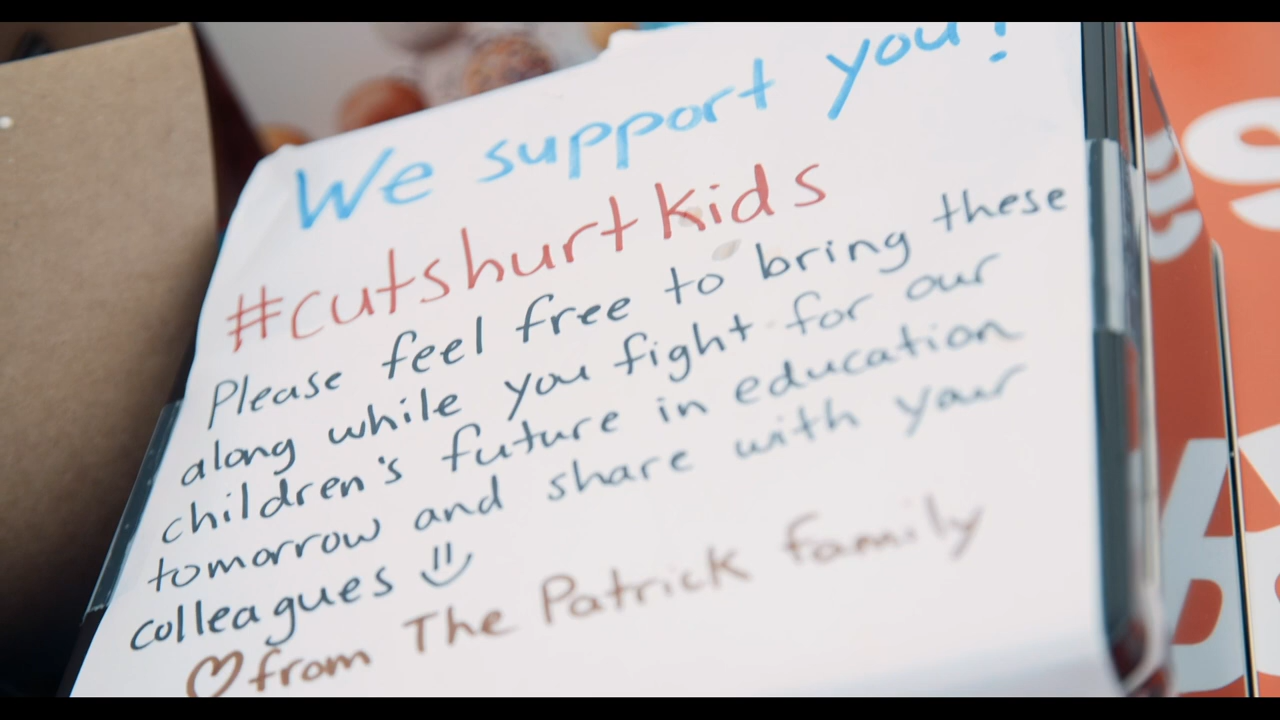 We support you!
#cutshurtkids
Please feel free to bring these
along while you fight for our
children's future in education
tomorrow and share with your
colleagues
from The Patrick family